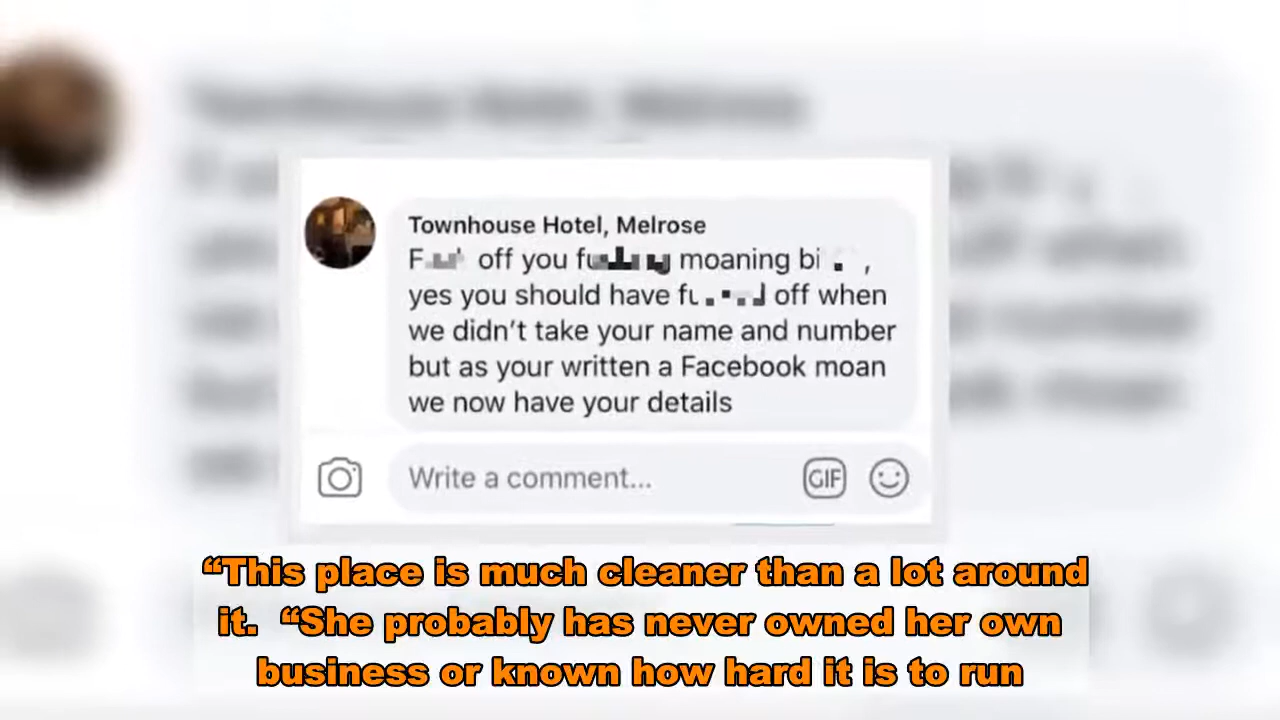 Townhouse Hotel, Melrose
off you moaning
yes you should have off when
we didn’t take your name and number
but as your written a Facebook moan
we now have your details
Write a comment...
GIF
“This place is much cleaner than a lot around
it. “She probably has never owned her own
business or known how hard it is to run